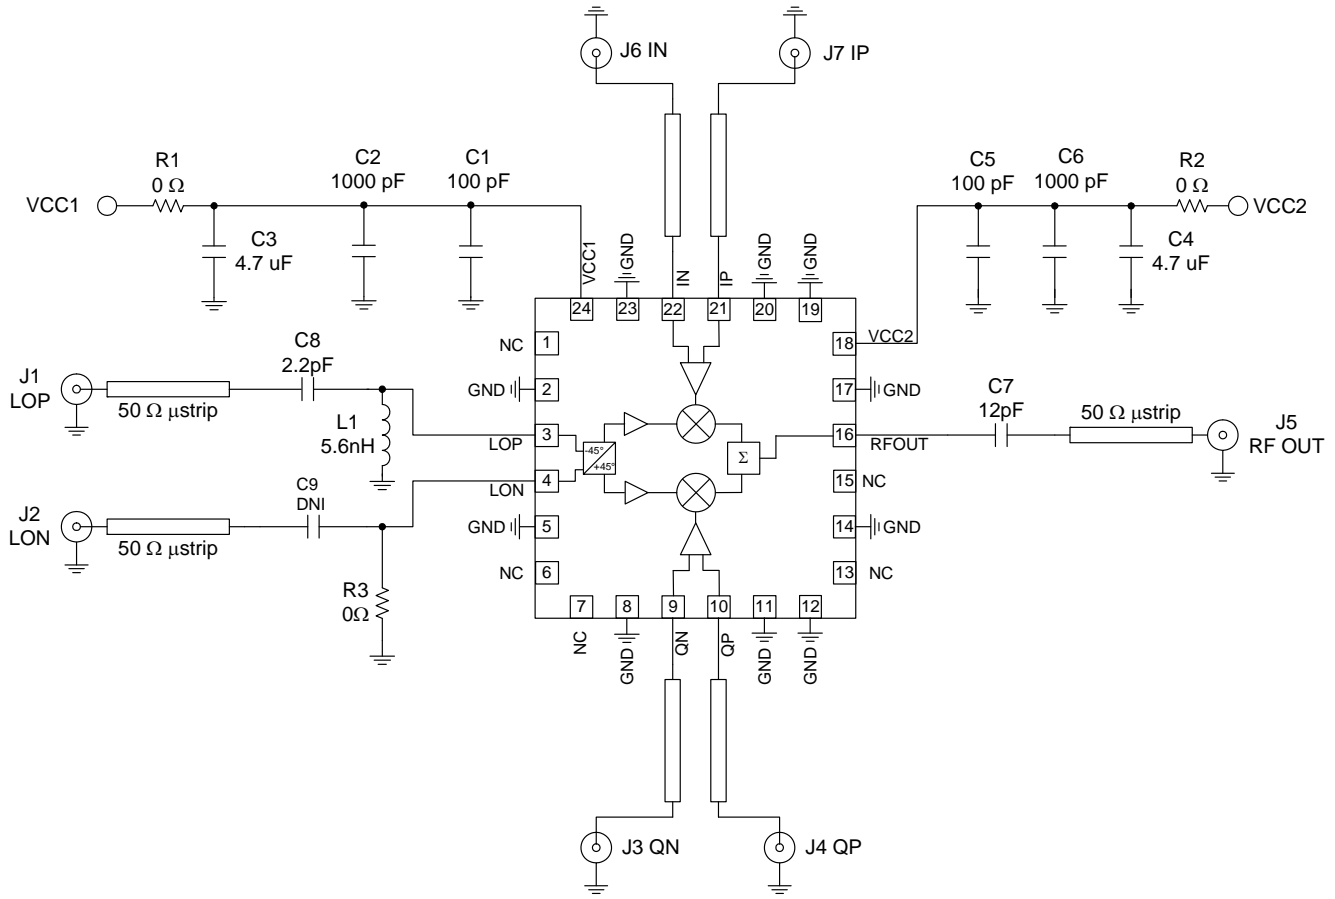 J6 IN
J7 IP
R1
0 Ω
C2
1000 pF
C1
100 pF
C5
100 pF
C6
1000 pF
R2
0 Ω
VCC1
VCC2
C3
4.7 uF
C4
4.7 uF
VCC1
GND
IN
IP
GND
GND
24
23
22
21
20
19
NC
1
18
VCC2
C8
2.2pF
J1
LOP
50 Ω µstrip
GND
2
17
GND
C7
12pF
50 Ω µstrip
J5
RF OUT
L1
5.6nH
LOP
3
-45°
+45°
Σ
16
RFOUT
C9
DNI
LON
4
15
NC
J2
LON
50 Ω µstrip
GND
5
14
GND
NC
6
13
NC
R3
0Ω
7
8
9
10
11
12
NC
GND
QN
QP
GND
GND
J3 QN
J4 QP